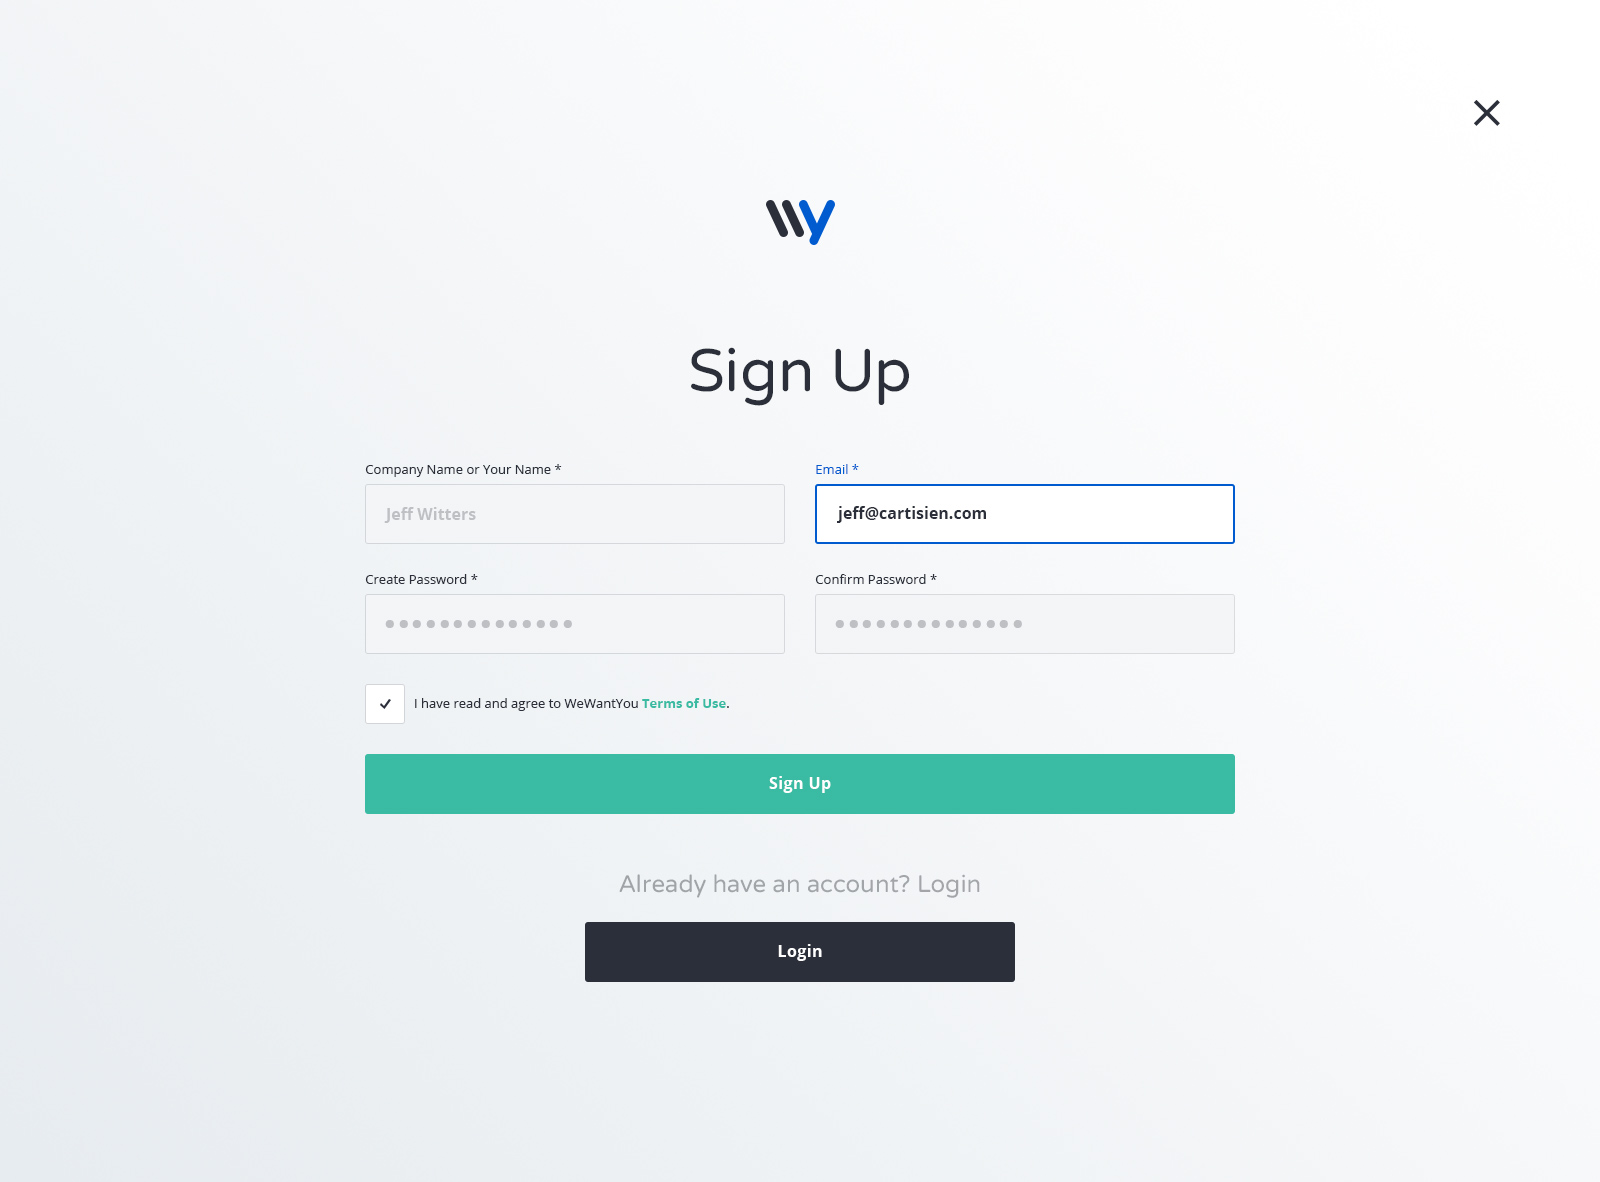 wy
Sign Up
Company Name or Your Name *
Email *
Jeff Witters
jeff@cartisien.com
Create Password *
Confirm Password *
I have read and agree to WeWantYou Terms of Use.
Sign Up
Already have an account? Login
Login